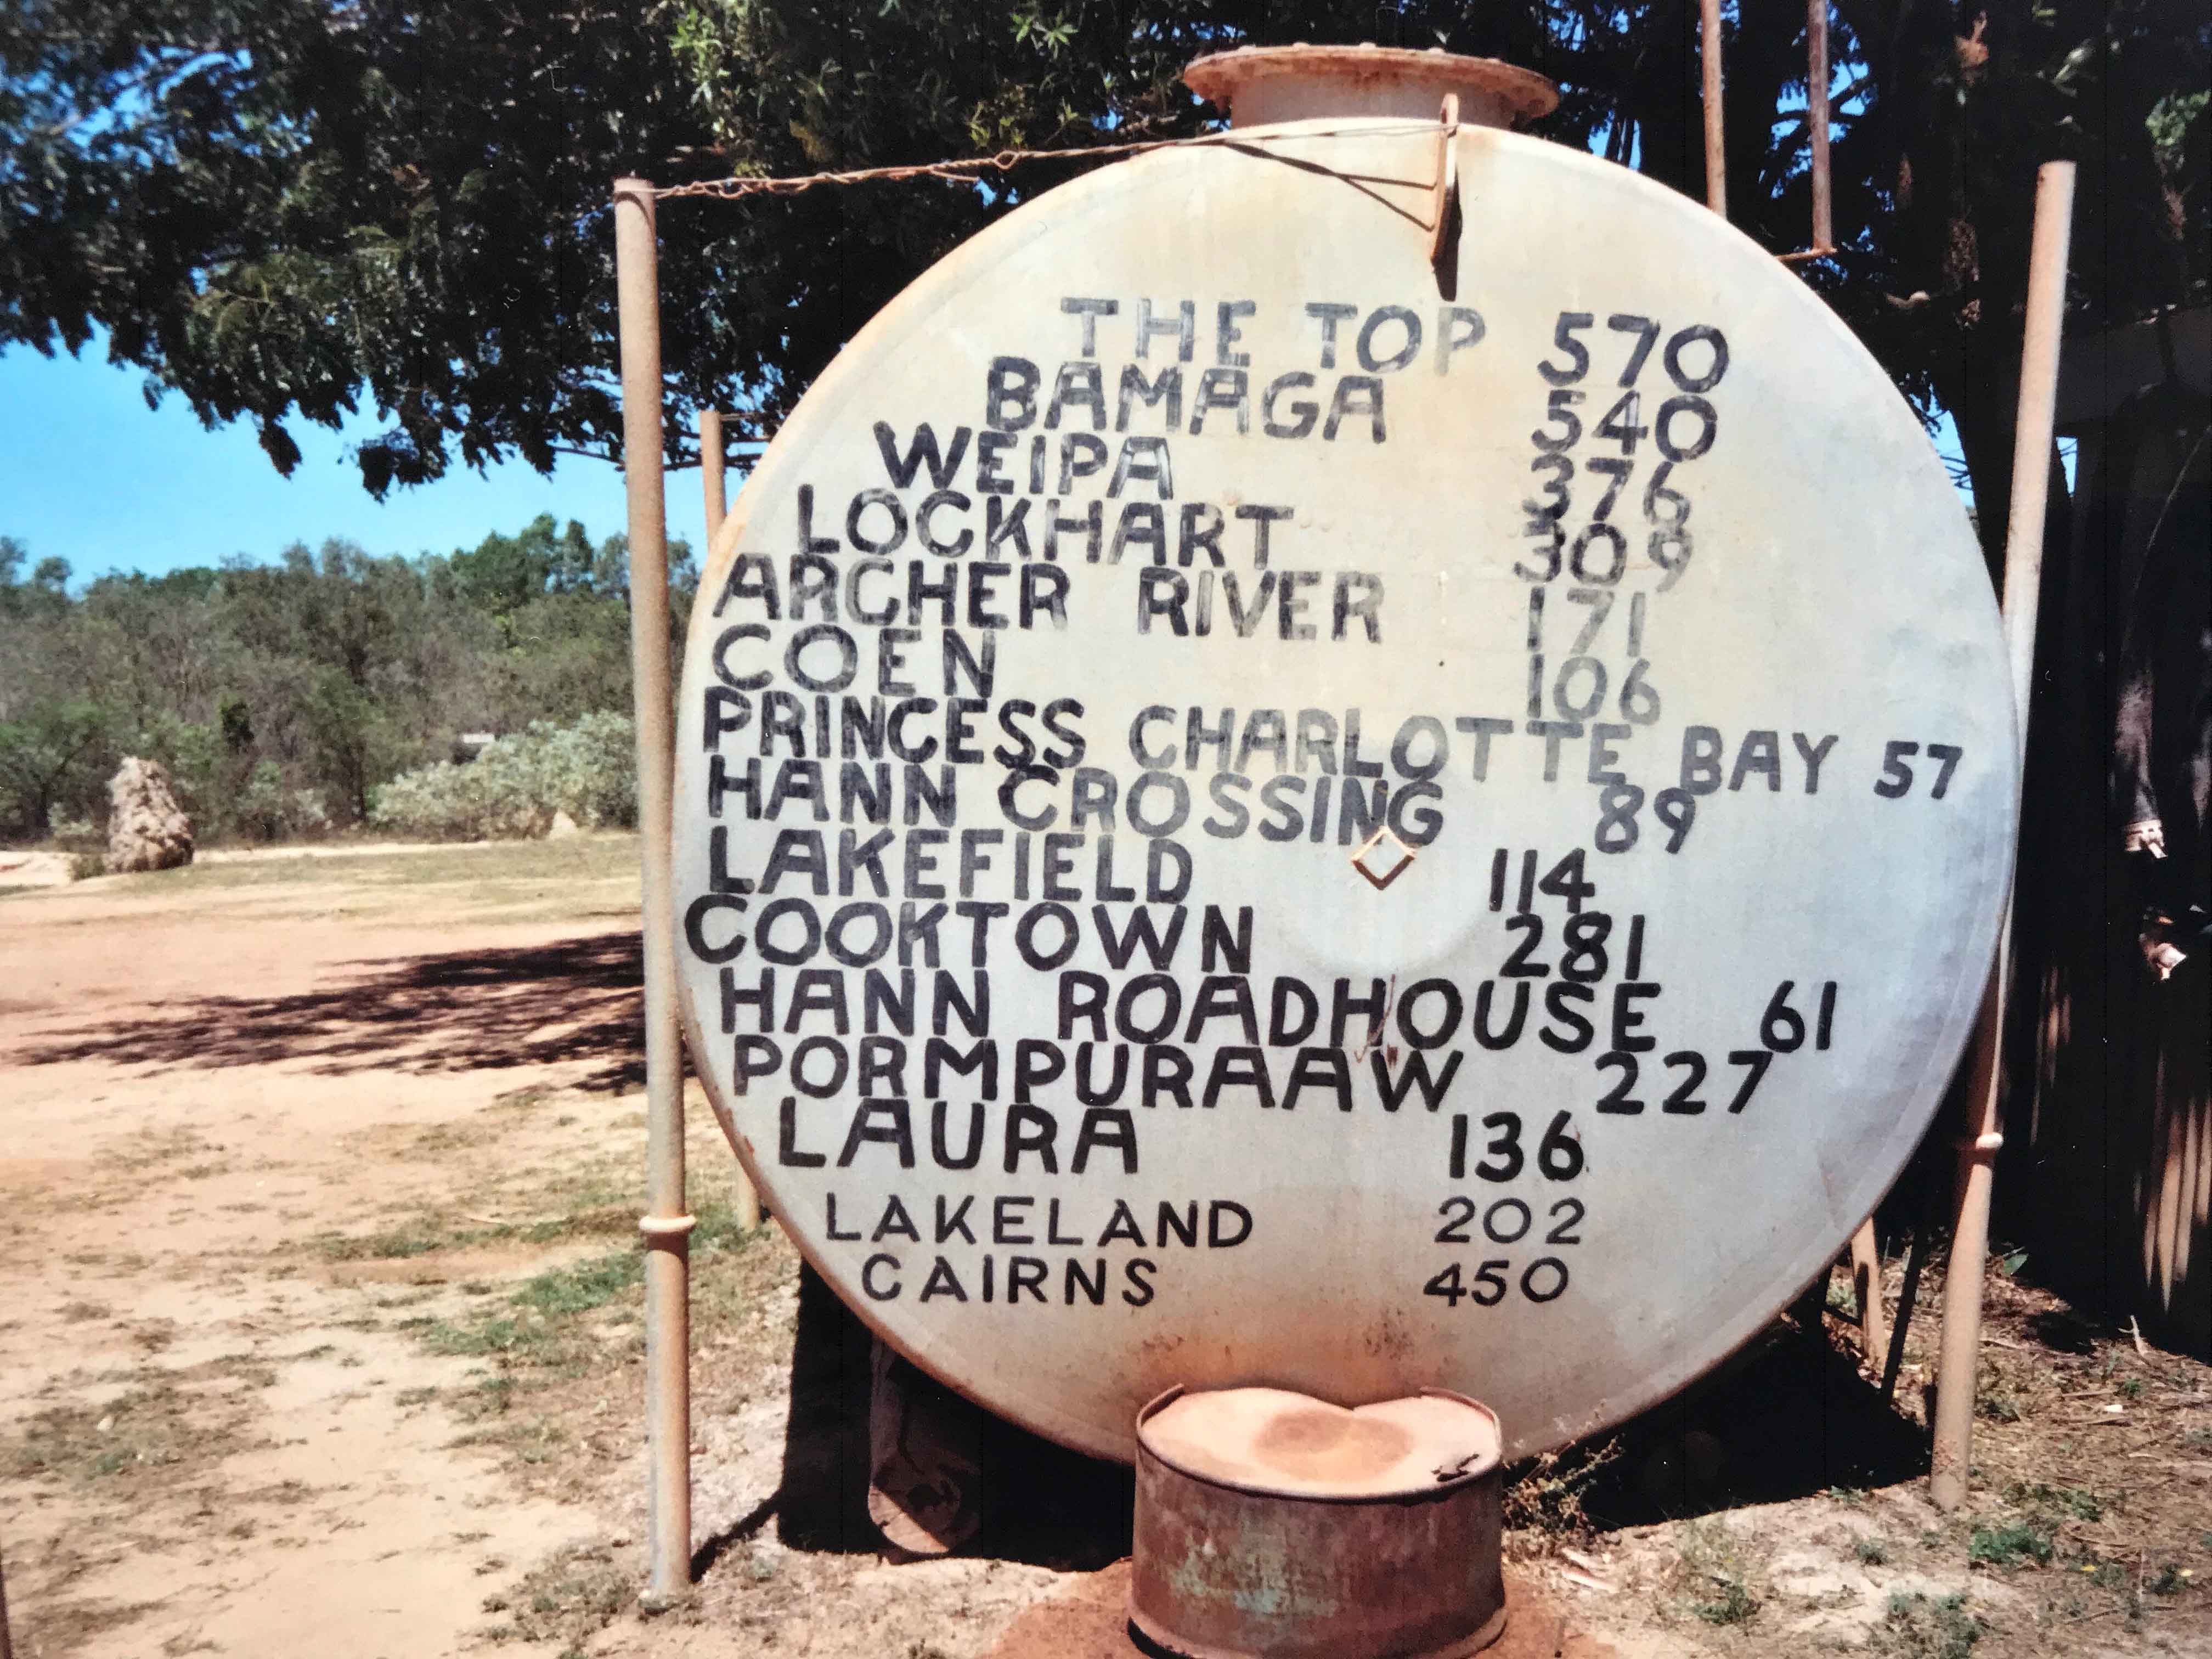 THE TOP 570
BAMAGA 540
WEIPA 376
LOCKHART 309
ARCHER RIVER 171
COEN 106
PRINCESS CHARLOTTE BAY 57
HANN CROSSING 89
LAKEFIELD 114
COOKTOWN 281
HANN ROADHOUSE 61
PORMPURAAW 227
LAURA 136
LAKELAND 202
CAIRNS 450